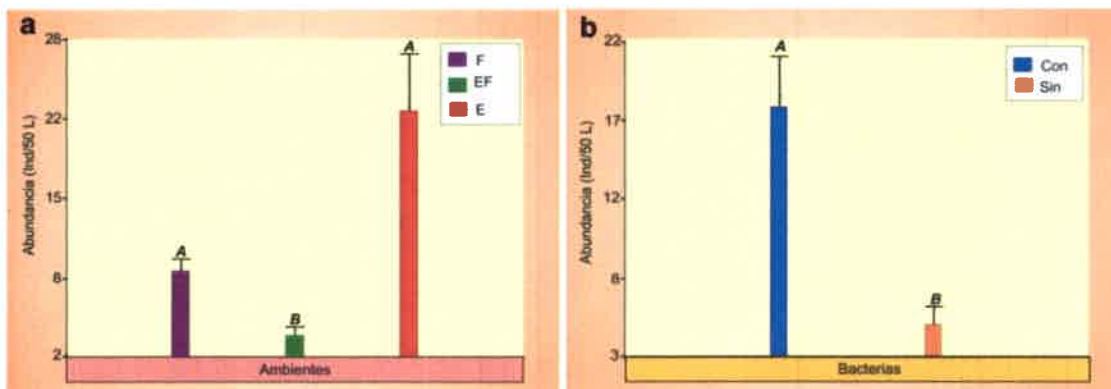 a
28
22
15
8
2
Abundancia (Ind/50 L)
A
B
A
F
EF
E
Ambientes
b
22
17
12
8
3
Abundancia (Ind/50 L)
A
B
Con
Sin
Bacterias